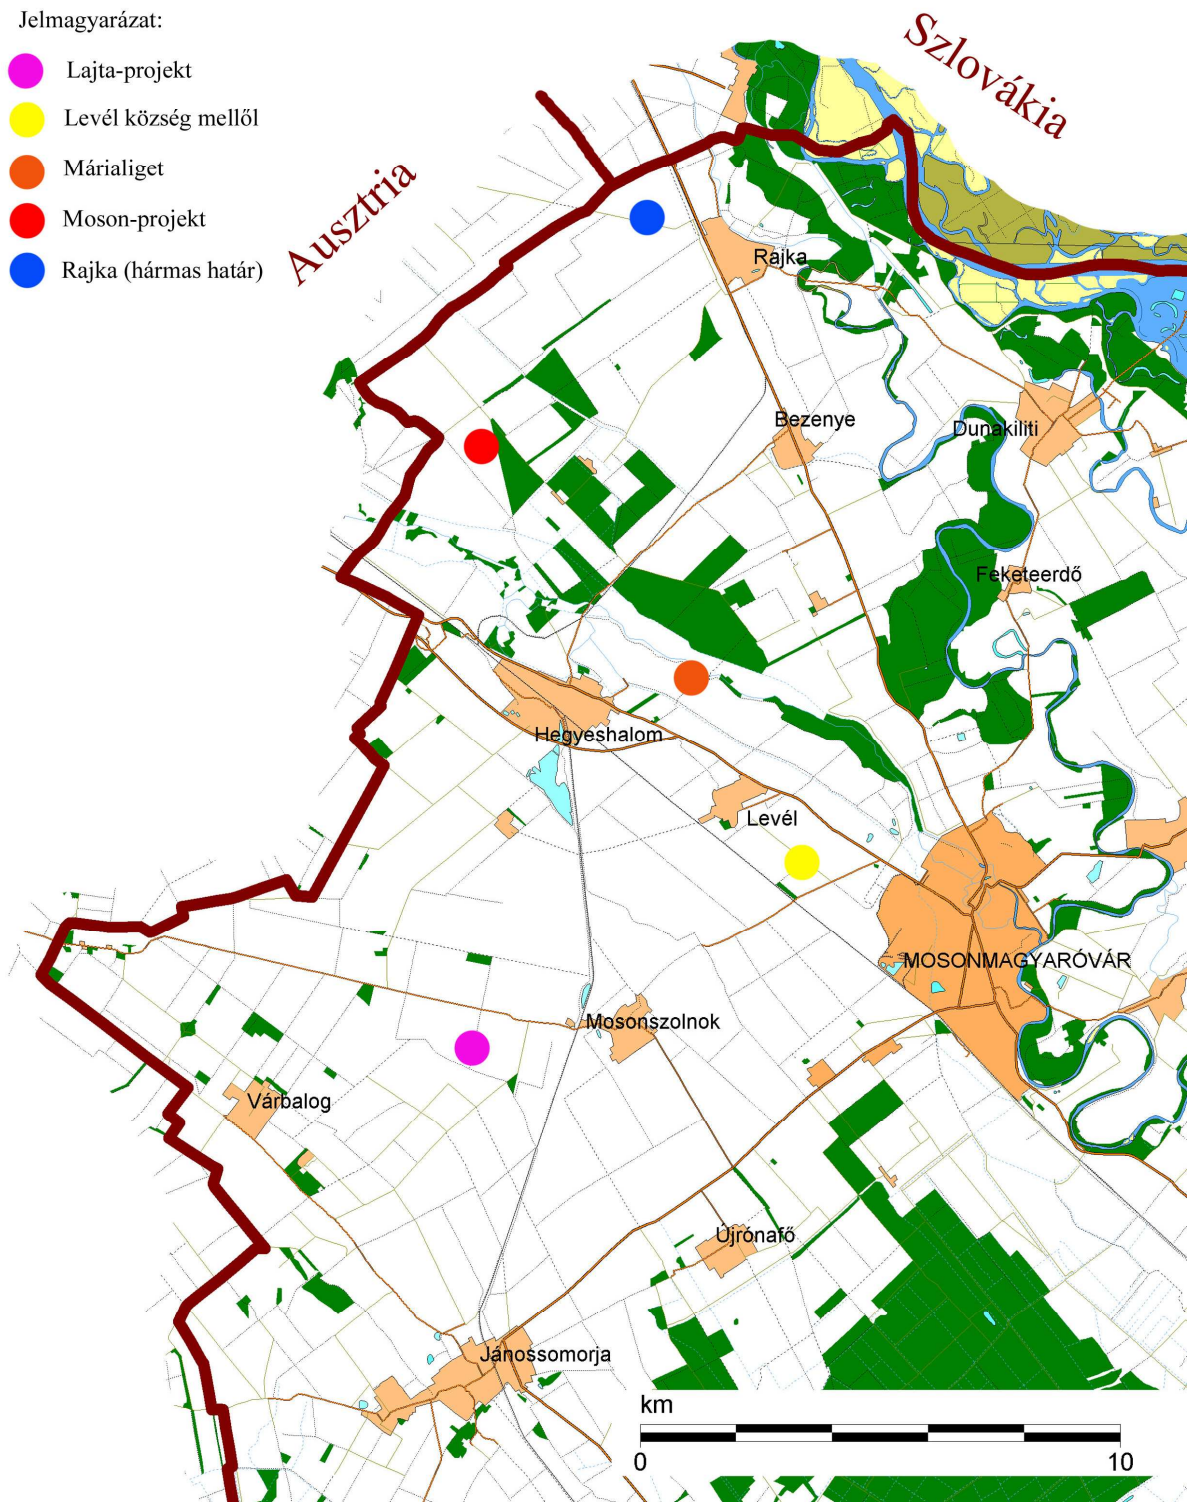 Jelmagyarázat:
Lajta-projekt
Levél község mellől
Márialiget
Moson-projekt
Rajka (hármas határ)
Ausztria
Szlovákia
Rajka
Bezenye
Dunakiliti
Feketeerdő
Hegyeshalom
Levél
MOSONMAGYARÓVÁR
Mosonszolnok
Várbalog
Újrónafő
Jánossomorja
km
0 10